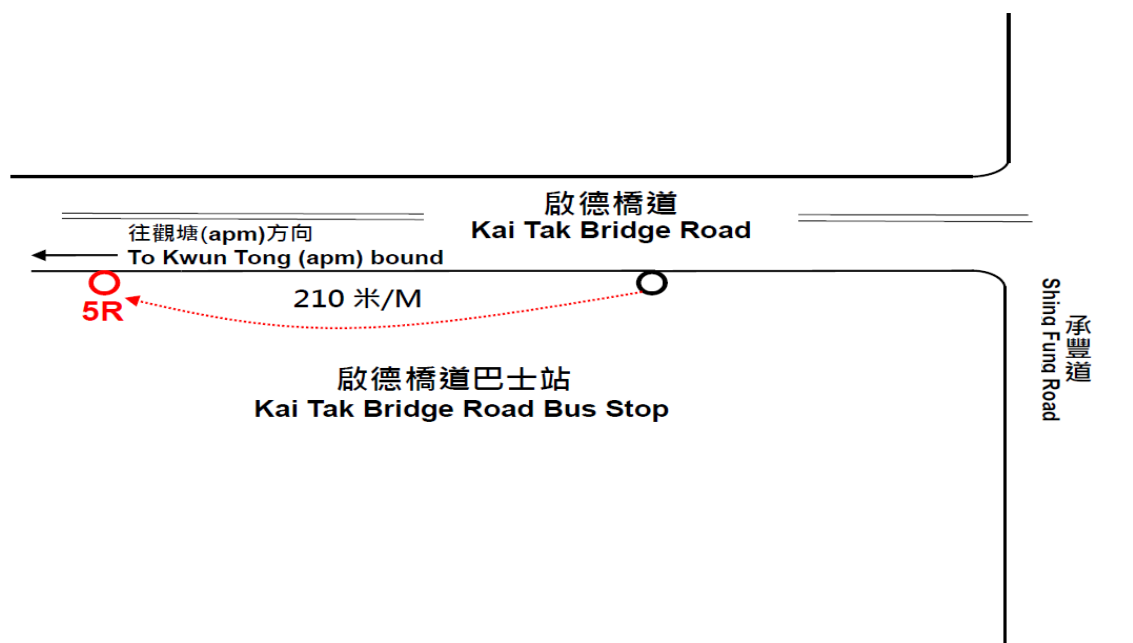 啟德橋道
Kai Tak Bridge Road
往觀塘(apm)方向
To Kwun Tong (apm) bound
5R
210 米/M
啟德橋道巴士站
Kai Tak Bridge Road Bus Stop
承豐道
Shing Fung Road